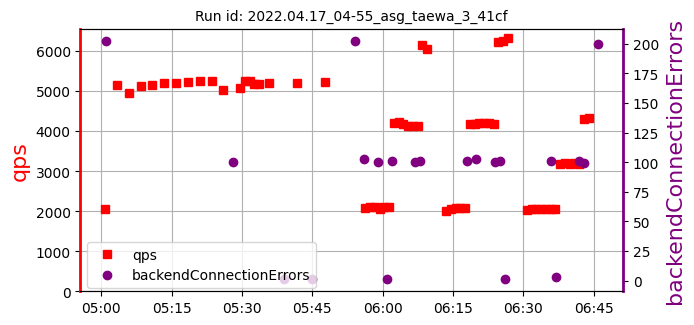 Run id: 2022.04.17_04-55_asg_taewa_3_41cf
qps
6000
5000
4000
3000
2000
1000
0
200
175
150
125
100
75
50
25
0
backendConnectionErrors
qps
backendConnectionErrors
05:00 05:15 05:30 05:45 06:00 06:15 06:30 06:45